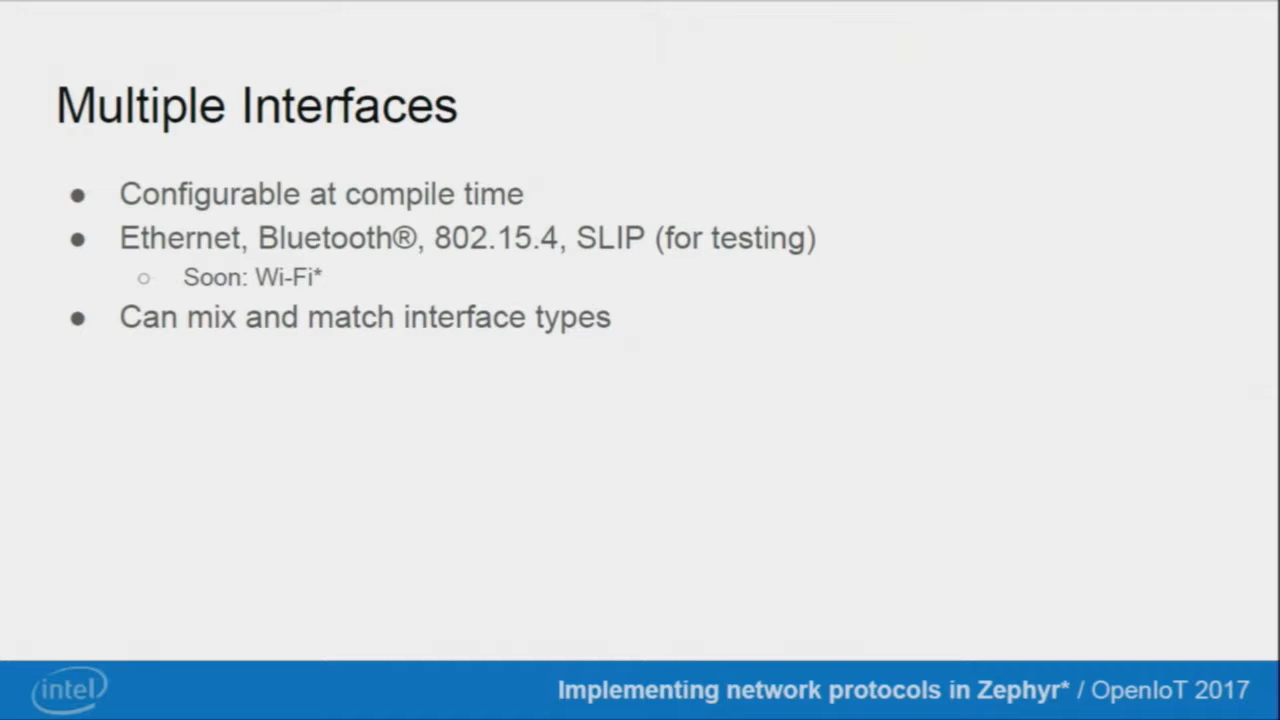 Multiple Interfaces
● Configurable at compile time
● Ethernet, Bluetooth®, 802.15.4, SLIP (for testing)
○ Soon: Wi-Fi*
● Can mix and match interface types
intel
Implementing network protocols in Zephyr* / OpenIoT 2017